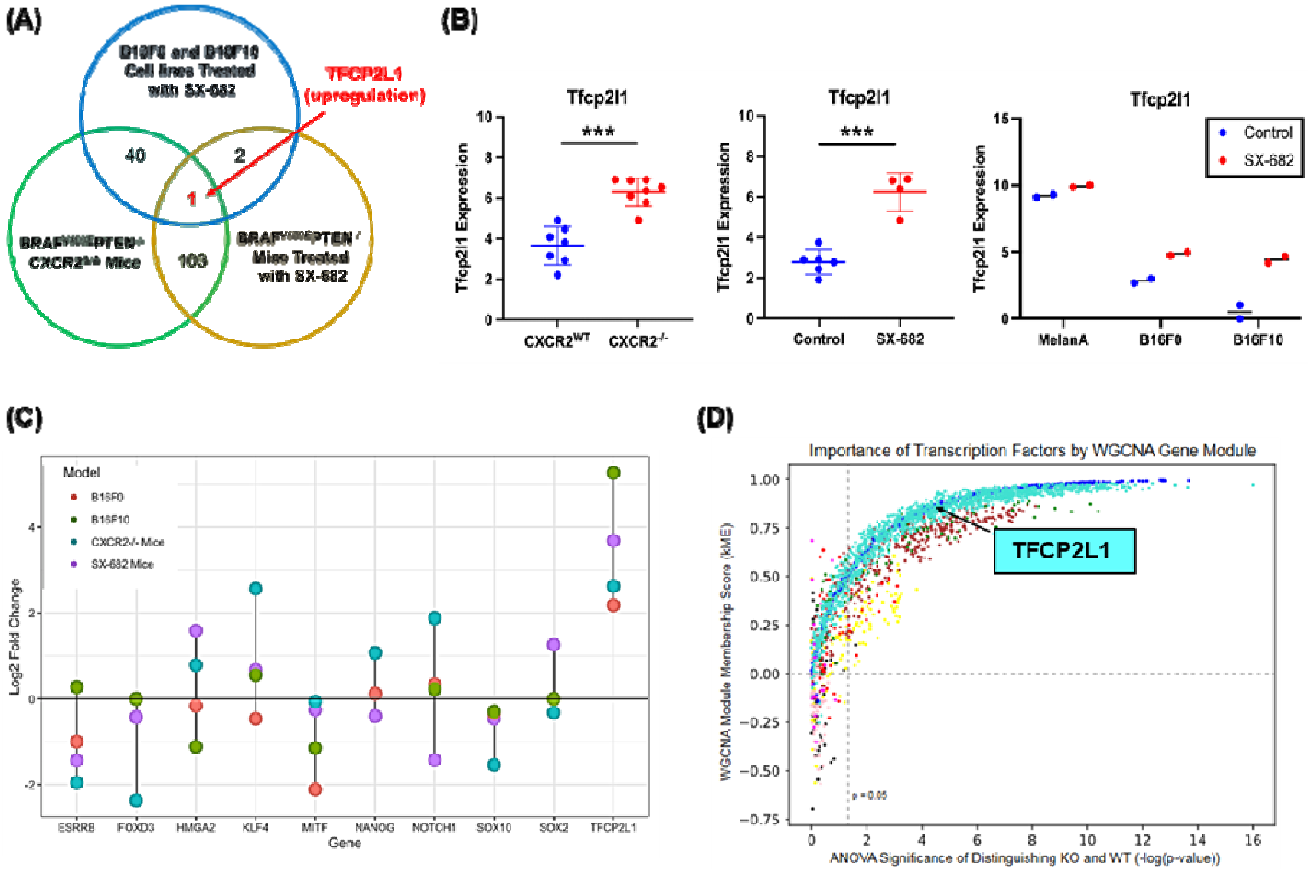 (A)
Cell lines Treated
with SX-682
TFCP2L1
(upregulation)
40
2
1
103
CXCR2 Mice
Mice Treated
with SX-682
(B)
Tfcp2l1
Tfcp2l1 Expression
10
8
6
4
2
0
***
CXCR2WT
CXCR2-/-
Tfcp2l1
Tfcp2l1 Expression
10
8
6
4
2
0
***
Control
SX-682
Tfcp2l1
Tfcp2l1 Expression
15
10
5
0
Control
SX-682
MelanA
B16F0
B16F10
(C)
Model
B16F0
B16F10
CXCR2-/- Mice
SX-682 Mice
Log2 Fold Change
4
2
0
-2
ESRRB
FOXD3
HMGA2
KLF4
MITF
NANOG
NOTCH1
SOX10
SOX2
TFCP2L1
Gene
(D)
Importance of Transcription Factors by WGCNA Gene Module
WGCNA Module Membership Score (kME)
1.00
0.75
0.50
0.25
0.00
−0.25
−0.50
−0.75
TFCP2L1
p = 0.05
0
2
4
6
8
10
12
14
16
ANOVA Significance of Distinguishing KO and WT (-log(p-value))